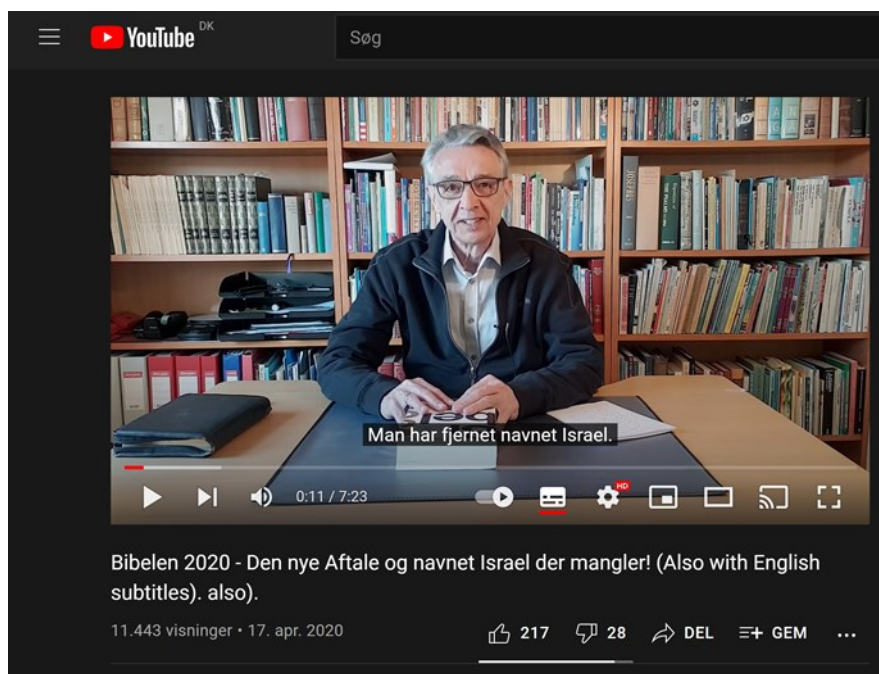 YouTube DK
Søg
Man har fjernet navnet Israel.
0:11 / 7:23
HD
Bibelen 2020 - Den nye Aftale og navnet Israel der mangler! (Also with English
subtitles). also).
11.443 visninger • 17. apr. 2020
217
28
DEL
GEM